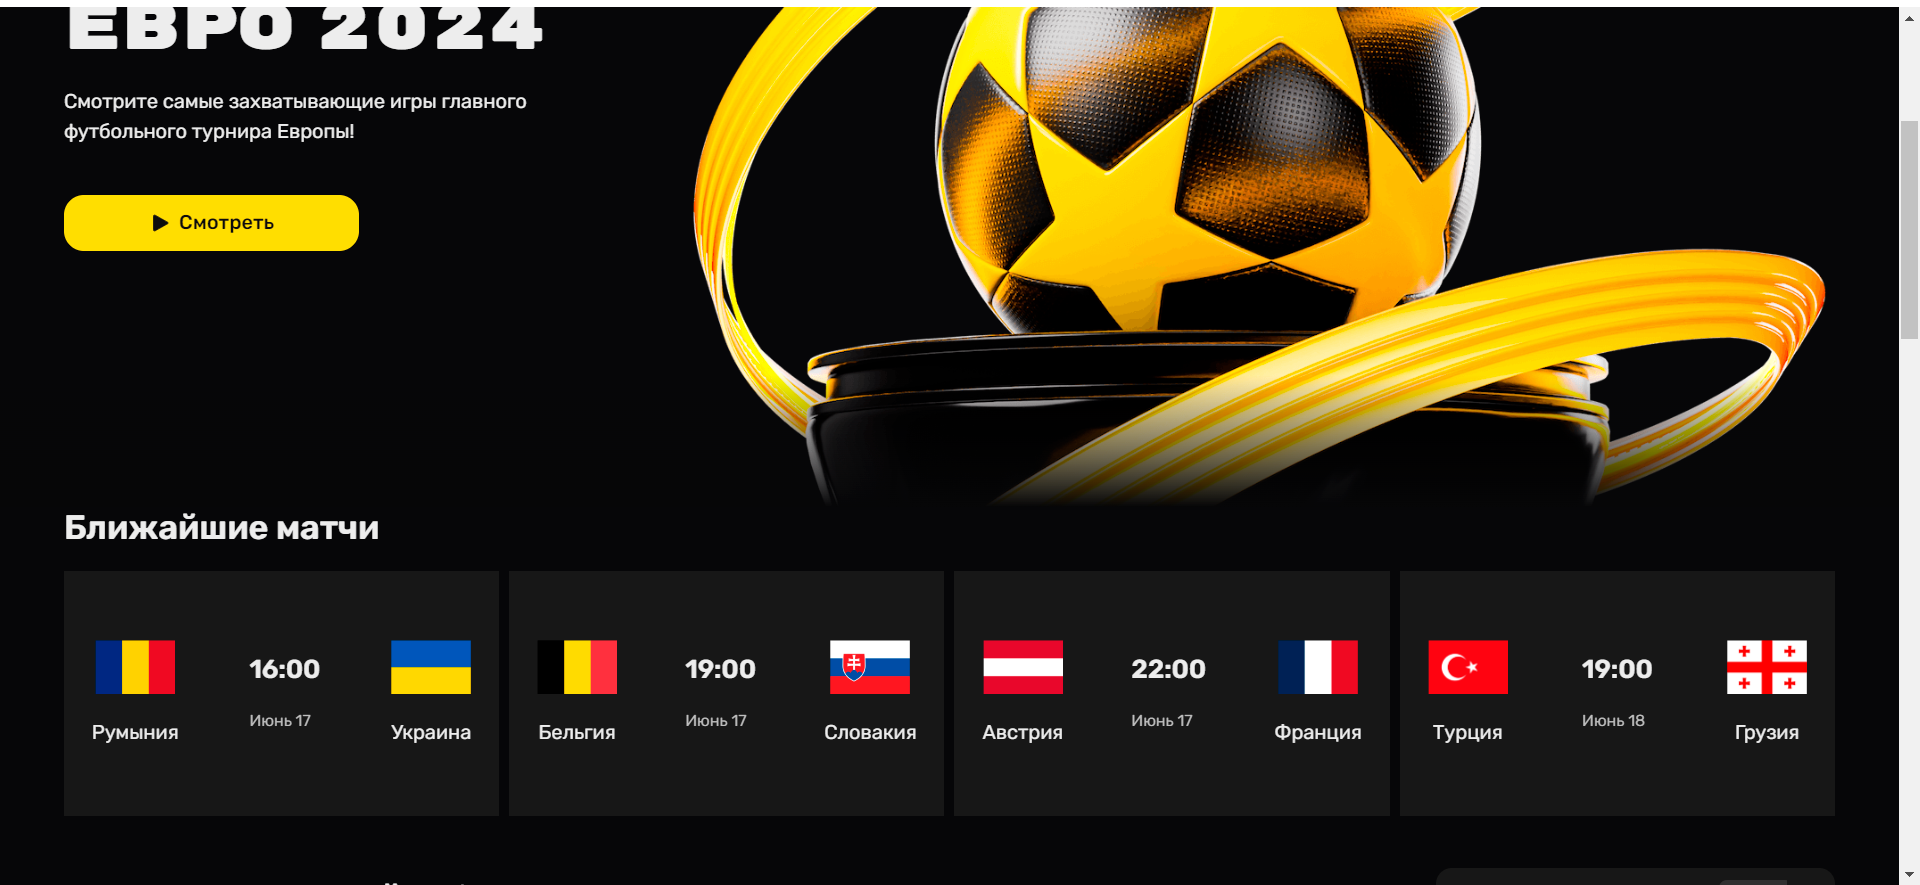 ЕВРО 2024
Смотрите самые захватывающие игры главного
футбольного турнира Европы!
Смотреть
Ближайшие матчи
16:00
Июнь 17
Румыния
Украина
19:00
Июнь 17
Бельгия
Словакия
22:00
Июнь 17
Австрия
Франция
19:00
Июнь 18
Турция
Грузия